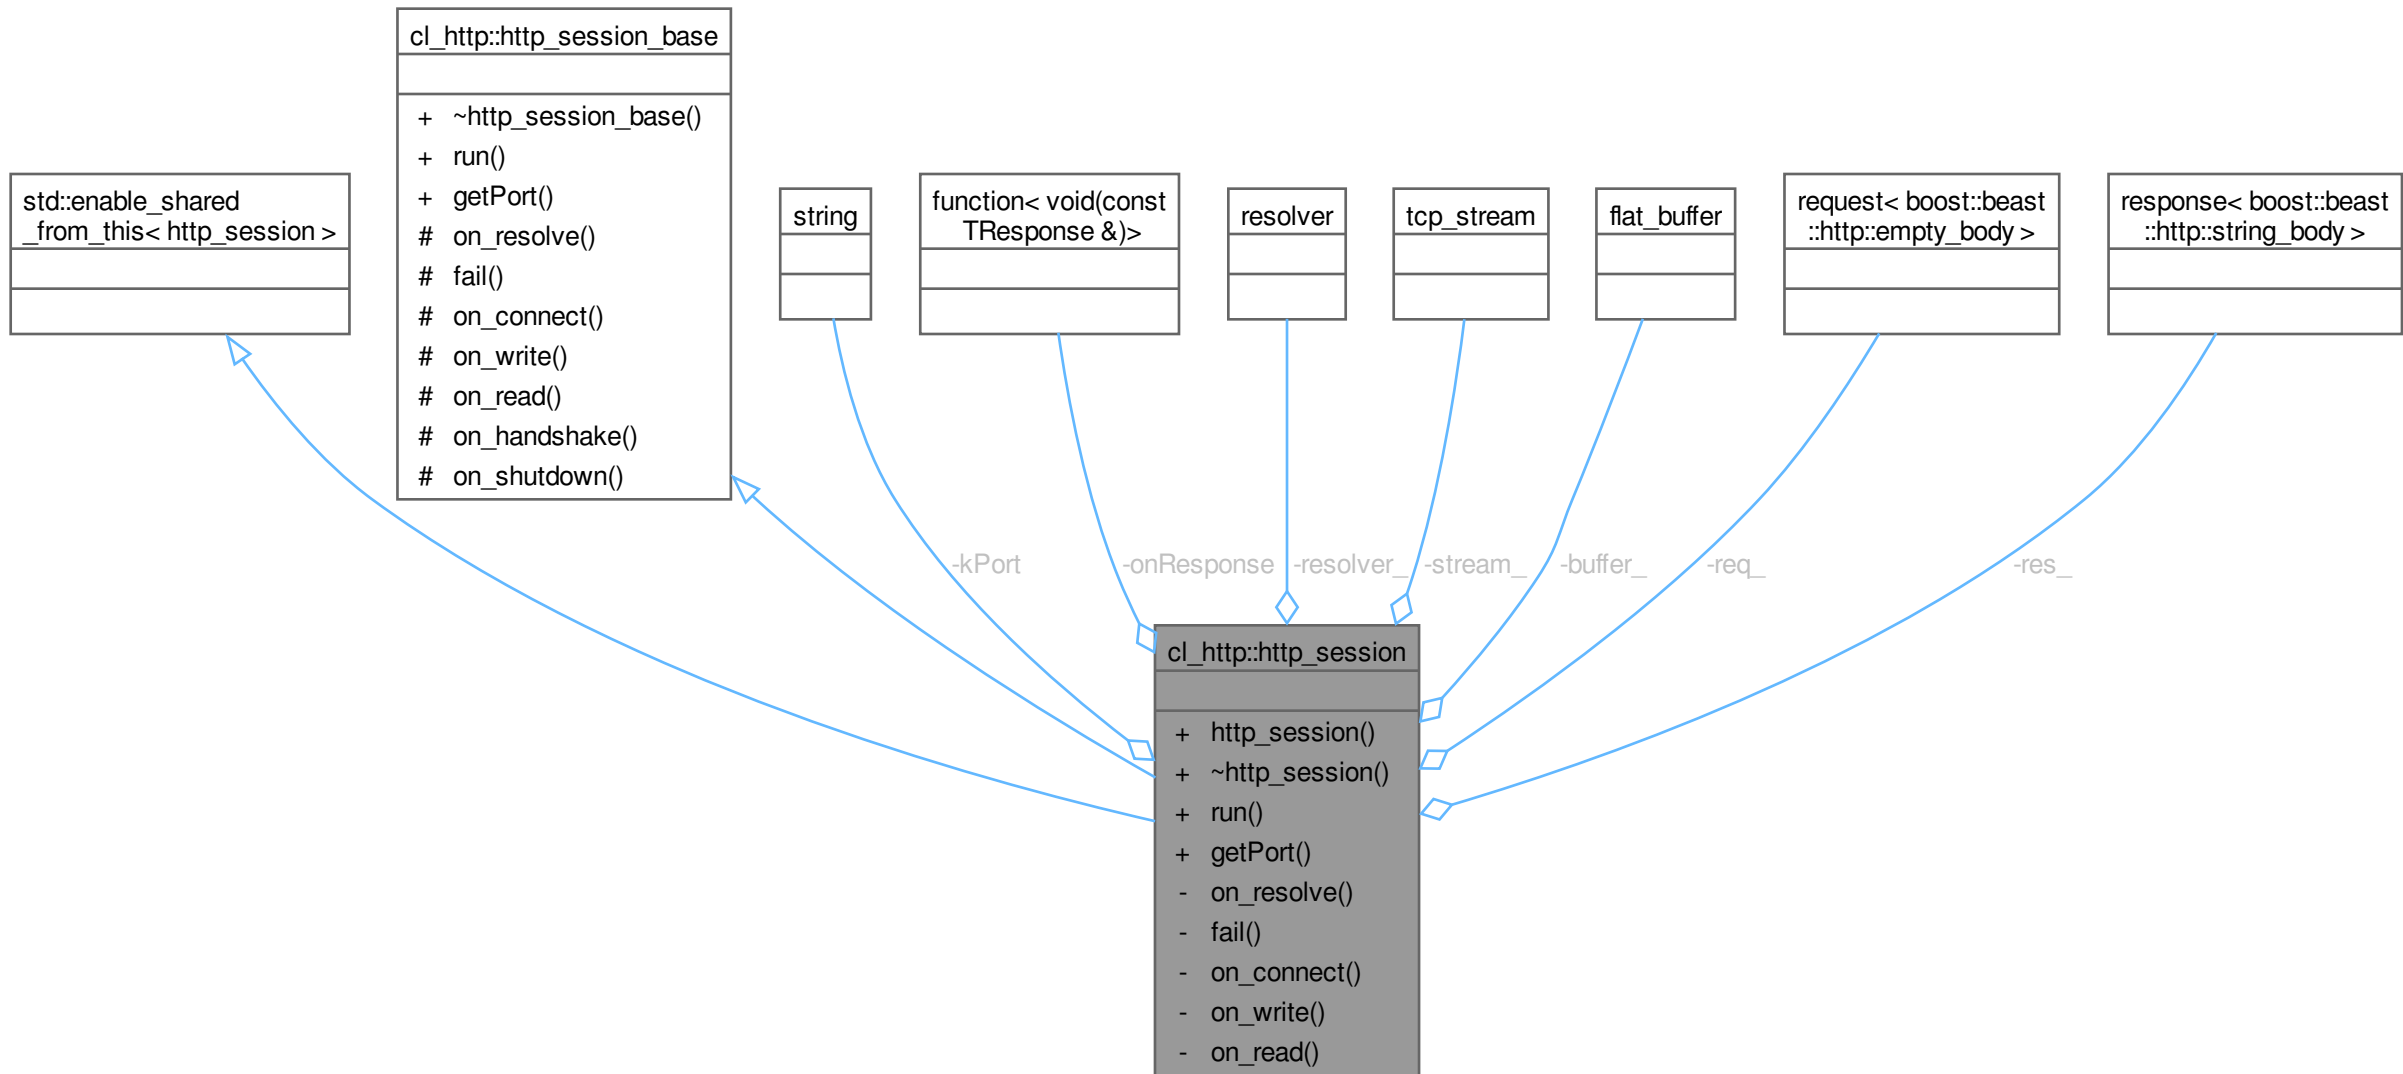 cl_http::http_session_base
+ ~http_session_base()
+ run()
+ getPort()
# on_resolve()
# fail()
# on_connect()
# on_write()
# on_read()
# on_handshake()
# on_shutdown()
std::enable_shared
_from_this< http_session >
string
function< void(const
TResponse &)>
resolver
tcp_stream
flat_buffer
request< boost::beast
::http::empty_body >
response< boost::beast
::http::string_body >
-kPort
-onResponse
-resolver_
-stream_
-buffer_
-req_
-res_
cl_http::http_session
+ http_session()
+ ~http_session()
+ run()
+ getPort()
- on_resolve()
- fail()
- on_connect()
- on_write()
- on_read()